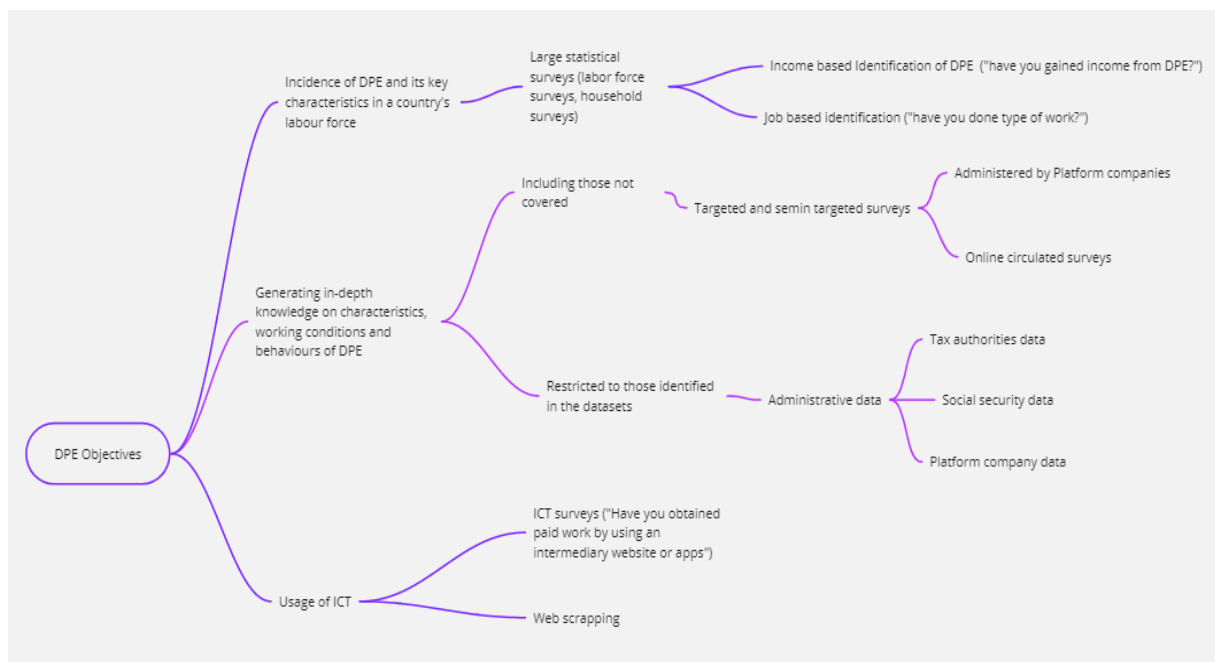 DPE Objectives
Incidence of DPE and its key
characteristics in a country's
labour force
Large statistical
surveys (labor force
surveys, household
surveys)
Income based Identification of DPE ("have you gained income from DPE?")
Job based identification ("have you done type of work?")
Generating in-depth
knowledge on characteristics,
working conditions and
behaviours of DPE
Including those not
covered
Targeted and semin targeted surveys
Administered by Platform companies
Online circulated surveys
Restricted to those identified
in the datasets
Administrative data
Tax authorities data
Social security data
Platform company data
Usage of ICT
ICT surveys ("Have you obtained
paid work by using an
intermediary website or apps")
Web scrapping